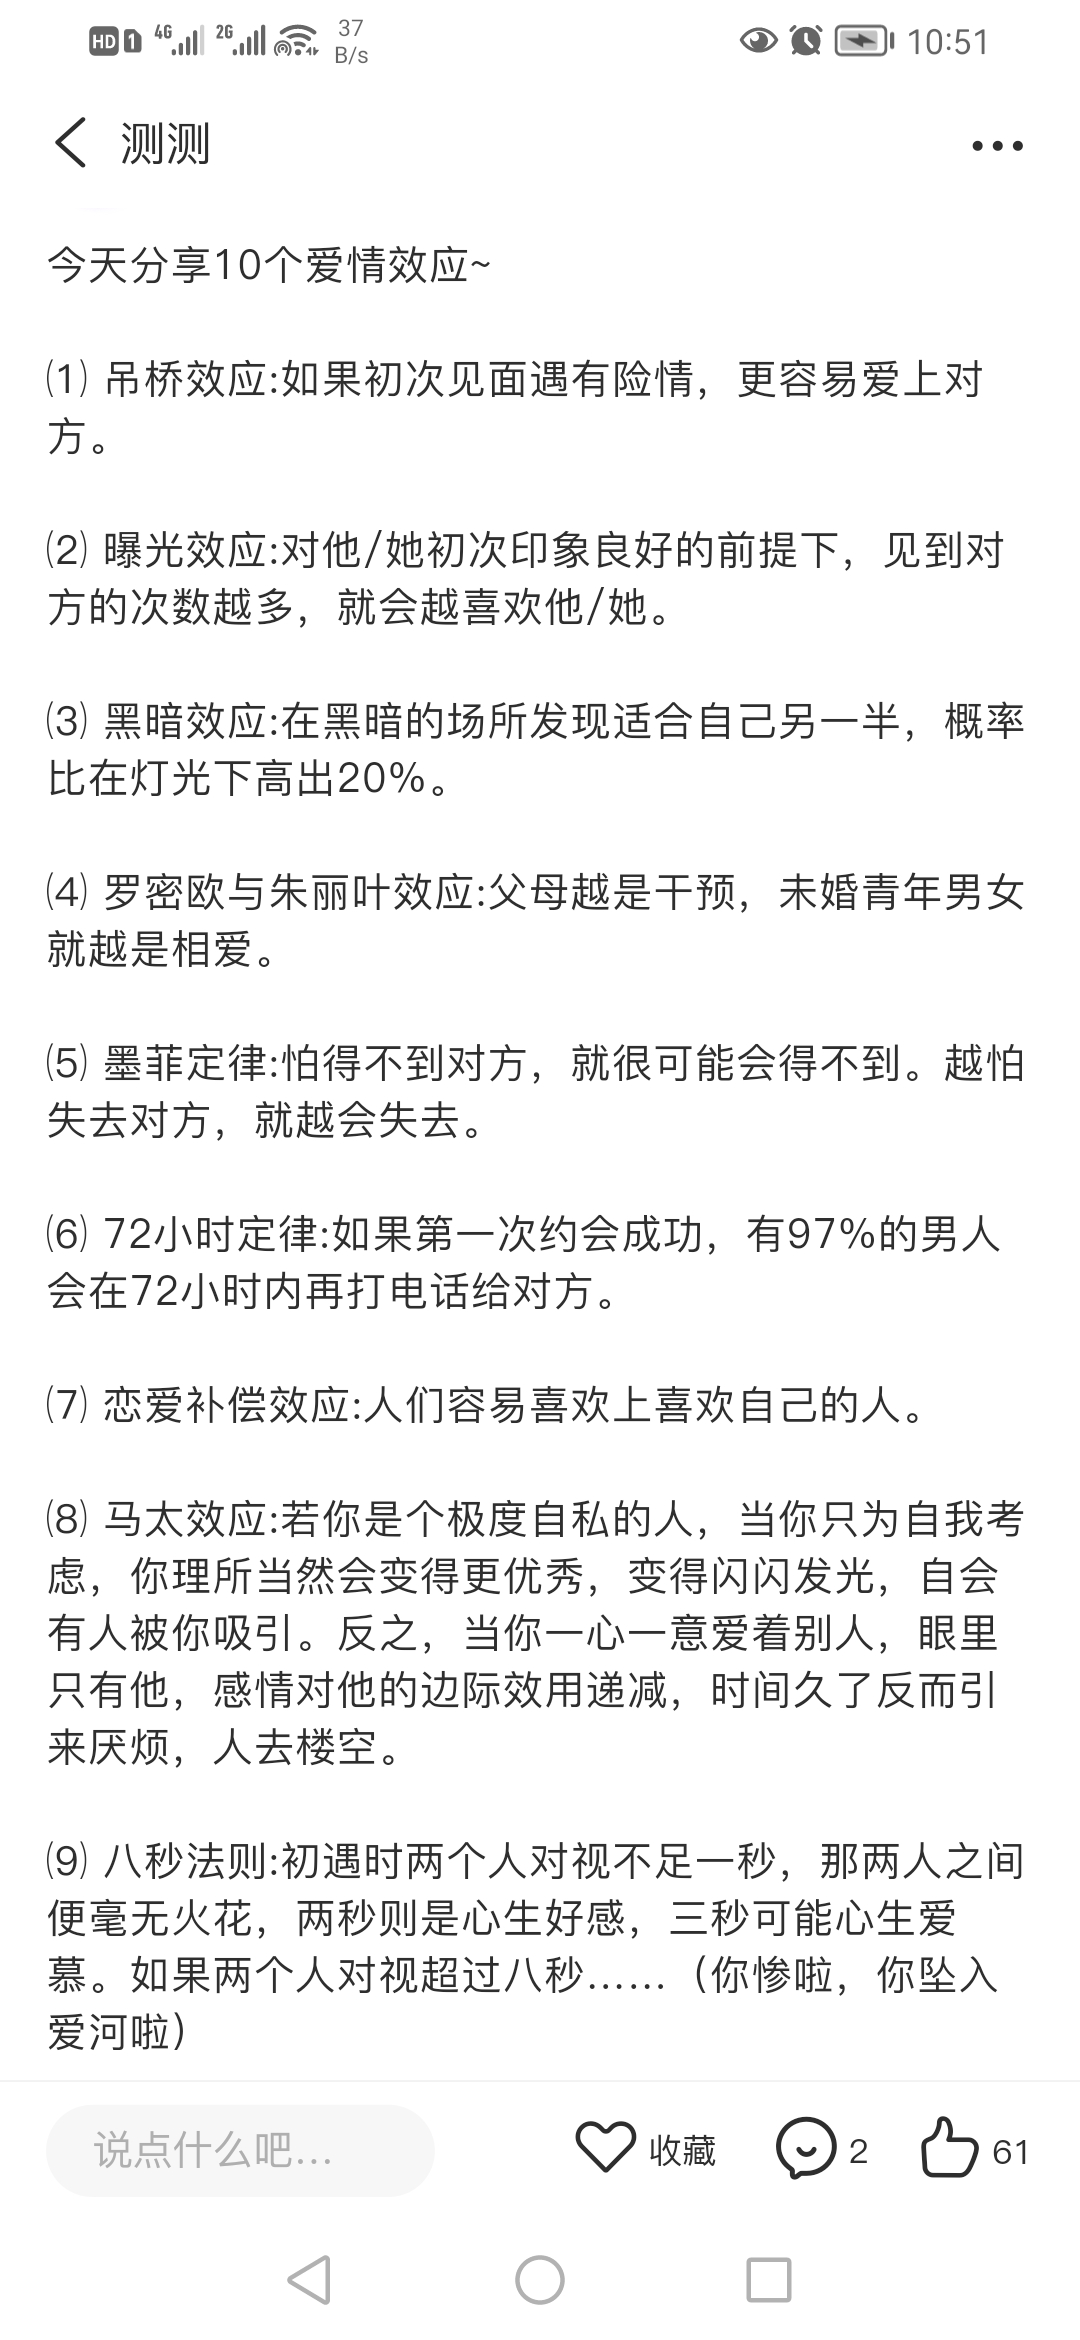 HD 1 4G 2G 37 B/s 10:51
测测
今天分享10个爱情效应~
(1) 吊桥效应:如果初次见面遇有险情，更容易爱上对
方。
(2) 曝光效应:对他/她初次印象良好的前提下，见到对
方的次数越多，就会越喜欢他/她。
(3) 黑暗效应:在黑暗的场所发现适合自己另一半，概率
比在灯光下高出20%。
(4) 罗密欧与朱丽叶效应:父母越是干预，未婚青年男女
就越是相爱。
(5) 墨菲定律:怕得不到对方，就很可能会得不到。越怕
失去对方，就越会失去。
(6) 72小时定律:如果第一次约会成功，有97%的男人
会在72小时内再打电话给对方。
(7) 恋爱补偿效应:人们容易喜欢上喜欢自己的人。
(8) 马太效应:若你是个极度自私的人，当你只为自我考
虑，你理所当然会变得更优秀，变得闪闪发光，自会
有人被你吸引。反之，当你一心一意爱着别人，眼里
只有他，感情对他的边际效用递减，时间久了反而引
来厌烦，人去楼空。
(9) 八秒法则:初遇时两个人对视不足一秒，那两人之间
便毫无火花，两秒则是心生好感，三秒可能心生爱
慕。如果两个人对视超过八秒……（你惨啦，你坠入
爱河啦）
说点什么吧... 收藏 2 61